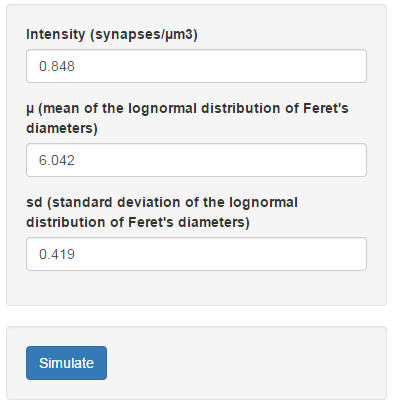 Intensity (synapses/µm3)
0.848
µ (mean of the lognormal distribution of Feret's
diameters)
6.042
sd (standard deviation of the lognormal
distribution of Feret's diameters)
0.419
Simulate